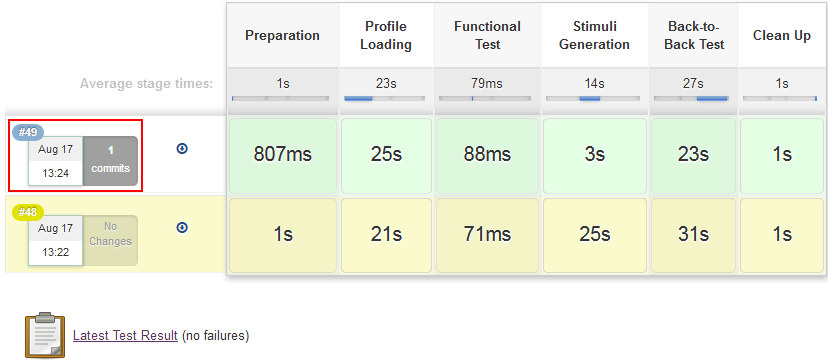 Preparation
Profile Loading
Functional Test
Stimuli Generation
Back-to-Back Test
Clean Up
Average stage times:
1s
23s
79ms
14s
27s
1s
#49
Aug 17
13:24
1 commits
807ms
25s
88ms
3s
23s
1s
#48
Aug 17
13:22
No Changes
1s
21s
71ms
25s
31s
1s
Latest Test Result (no failures)